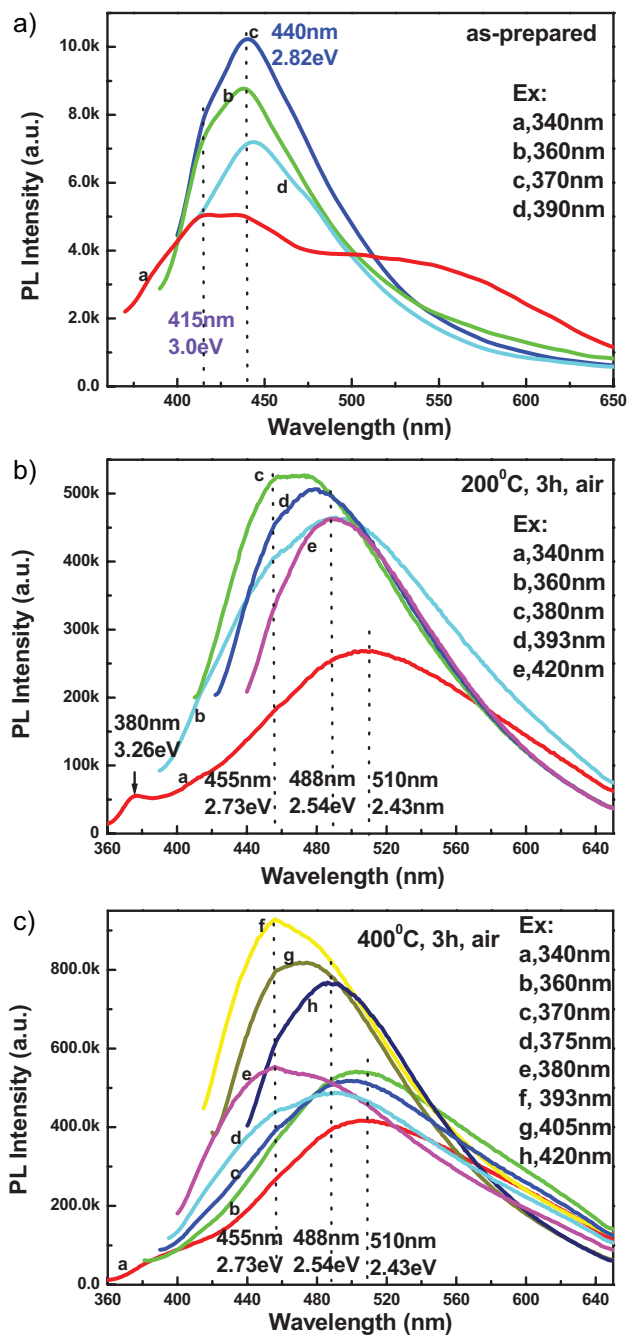 a)
as-prepared
c
440nm
2.82eV
b
d
a
415nm
3.0eV
Ex:
a,340nm
b,360nm
c,370nm
d,390nm
PL Intensity (a.u.)
10.0k
8.0k
6.0k
4.0k
2.0k
0.0
400 450 500 550 600 650
Wavelength (nm)
b)
200⁰C, 3h, air
c
d
e
b
a
Ex:
a,340nm
b,360nm
c,380nm
d,393nm
e,420nm
380nm
3.26eV
455nm 488nm 510nm
2.73eV 2.54eV 2.43nm
PL Intensity (a.u.)
500k
400k
300k
200k
100k
0
360 400 440 480 520 560 600 640
Wavelength (nm)
c)
400⁰C, 3h, air
f
g
h
e
d
c
b
a
Ex:
a,340nm
b,360nm
c,370nm
d,375nm
e,380nm
f, 393nm
g,405nm
h,420nm
455nm 488nm 510nm
2.73eV 2.54eV 2.43eV
PL Intensity (a.u.)
800.0k
600.0k
400.0k
200.0k
0.0
360 400 440 480 520 560 600 640
Wavelength (nm)